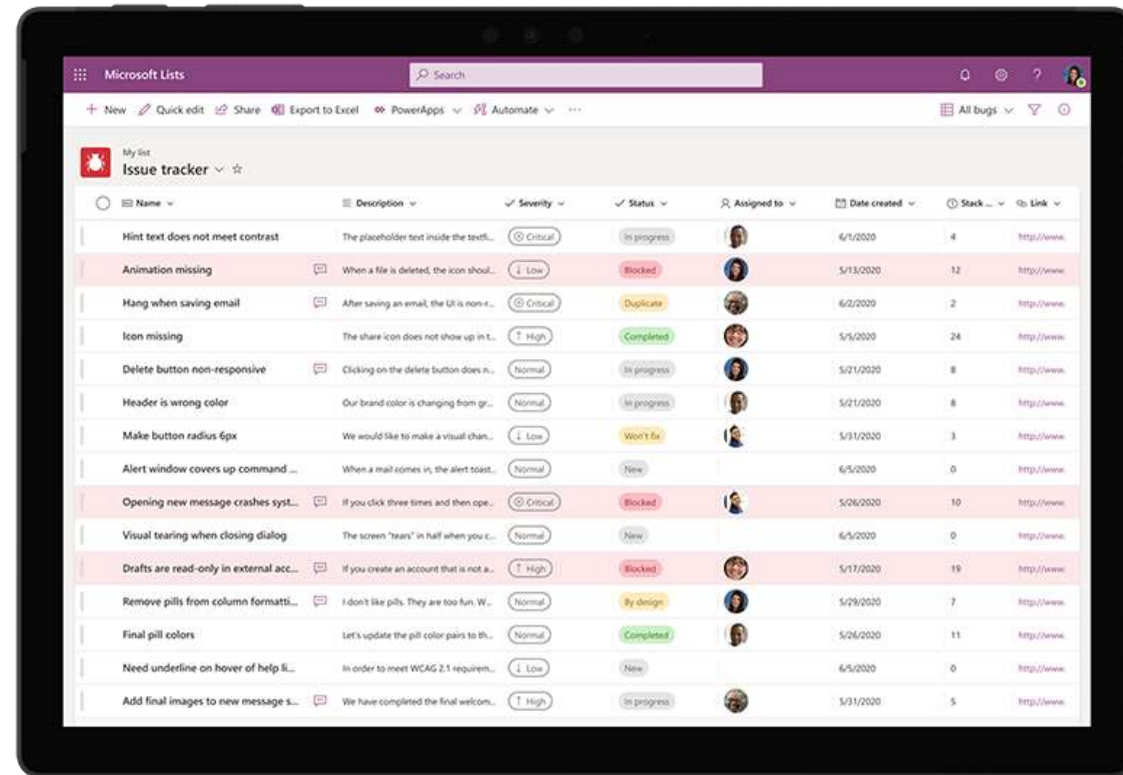 Microsoft Lists Search ?
New Quick edit Share Export to Excel PowerApps Automate ··· All bugs
My list
Issue tracker
Name Description Severity Status Assigned to Date created Stack ... Link
Hint text does not meet contrast The placeholder text inside the textfi... Critical In progress 6/1/2020 4 http://www.
Animation missing When a file is deleted, the icon shoul... Low Blocked 5/13/2020 12 http://www.
Hang when saving email After saving an email, the UI is non-r... Critical Duplicate 6/2/2020 2 http://www.
Icon missing The share icon does not show up in t... High Completed 5/5/2020 24 http://www.
Delete button non-responsive Clicking on the delete button does n... Normal In progress 5/21/2020 8 http://www.
Header is wrong color Our brand color is changing from gr... Normal In progress 5/21/2020 8 http://www.
Make button radius 6px We would like to make a visual chan... Low Won't fix 5/31/2020 3 http://www.
Alert window covers up command ... When a mail comes in, the alert toast... Normal New 6/5/2020 0 http://www.
Opening new message crashes syst... If you click three times and then ope... Critical Blocked 5/26/2020 10 http://www.
Visual tearing when closing dialog The screen "tears" in half when you c... Normal New 6/5/2020 0 http://www.
Drafts are read-only in external acc... If you create an account that is not a... High Blocked 5/17/2020 19 http://www.
Remove pills from column formatti... I don't like pills. They are too fun. W... Normal By design 5/29/2020 7 http://www.
Final pill colors Let's update the pill color pairs to th... Normal Completed 5/26/2020 11 http://www.
Need underline on hover of help li... In order to meet WCAG 2.1 requirem... Low New 6/5/2020 0 http://www.
Add final images to new message s... We have completed the final welcom... High In progress 5/31/2020 5 http://www.